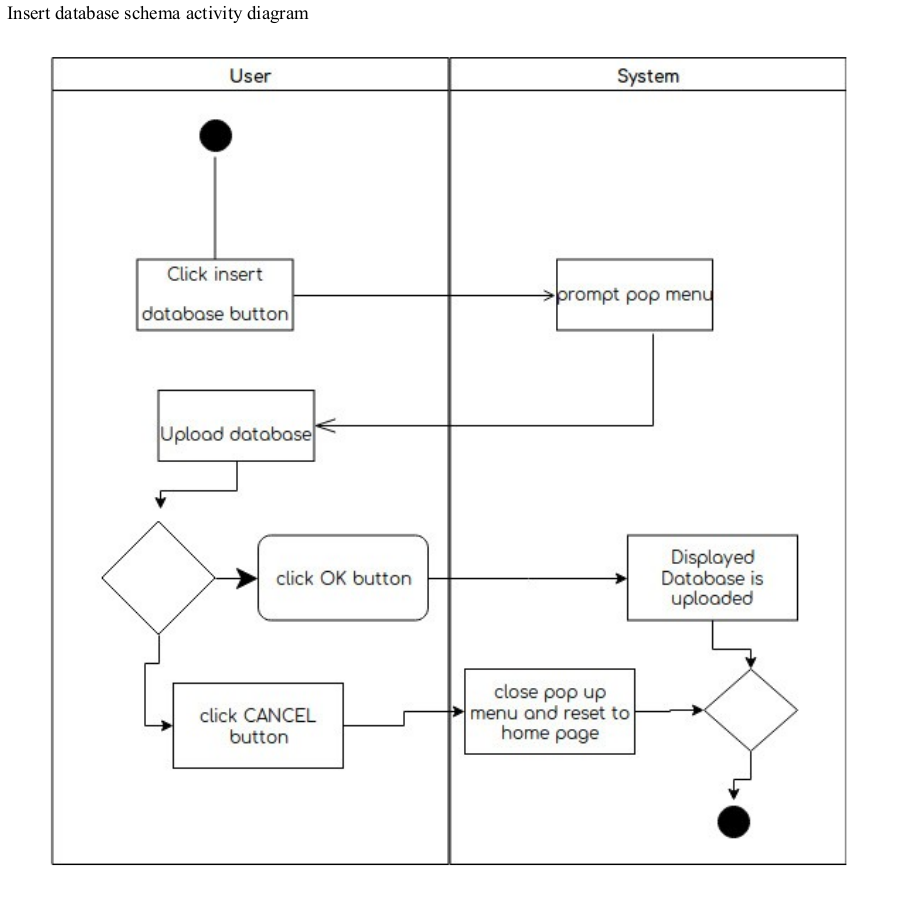 Insert database schema activity diagram
User
System
Click insert
database button
prompt pop menu
Upload database
click OK button
Displayed
Database is
uploaded
click CANCEL
button
close pop up
menu and reset to
home page